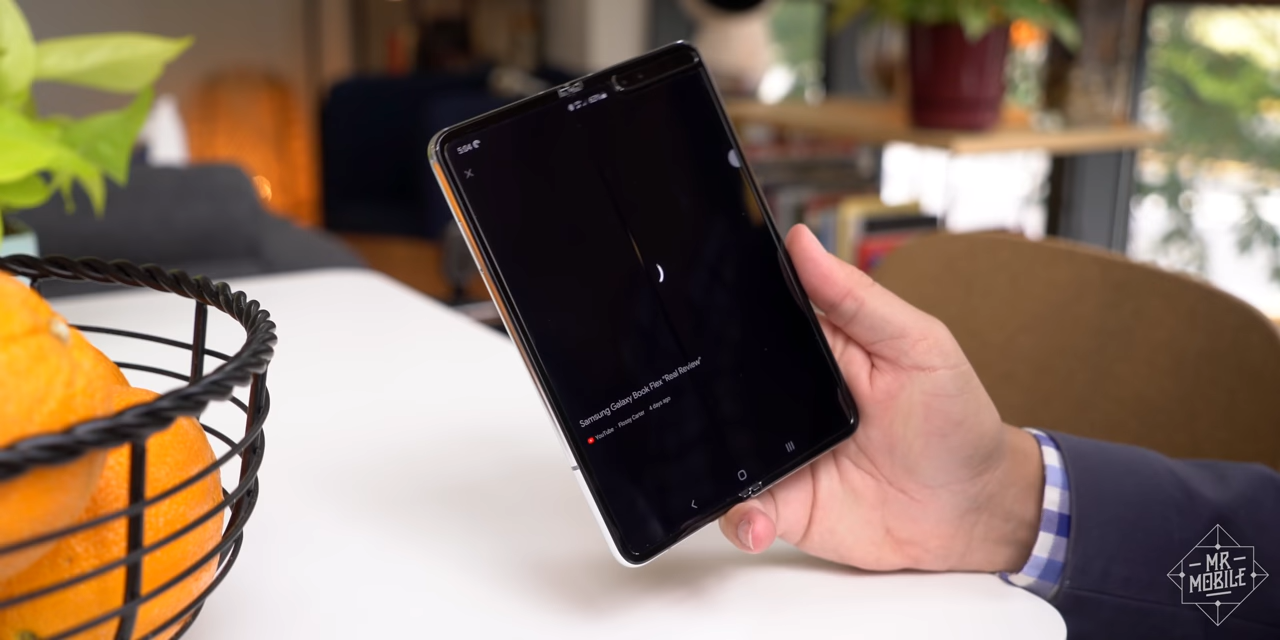 5:04
Samsung Galaxy Book Flex "Real Review"
YouTube · Flossy Carter · 4 days ago
MR
MOBILE